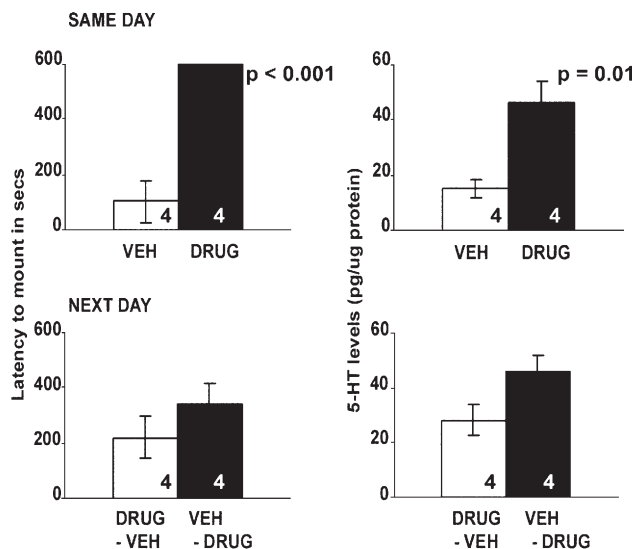 SAME DAY
Latency to mount in secs
600
400
200
0
4
4
p < 0.001
VEH DRUG
5-HT levels (pg/ug protein)
60
40
20
0
4
4
p = 0.01
VEH DRUG
NEXT DAY
600
400
200
0
4
4
DRUG VEH
- VEH - DRUG
60
40
20
0
4
4
DRUG VEH
- VEH - DRUG